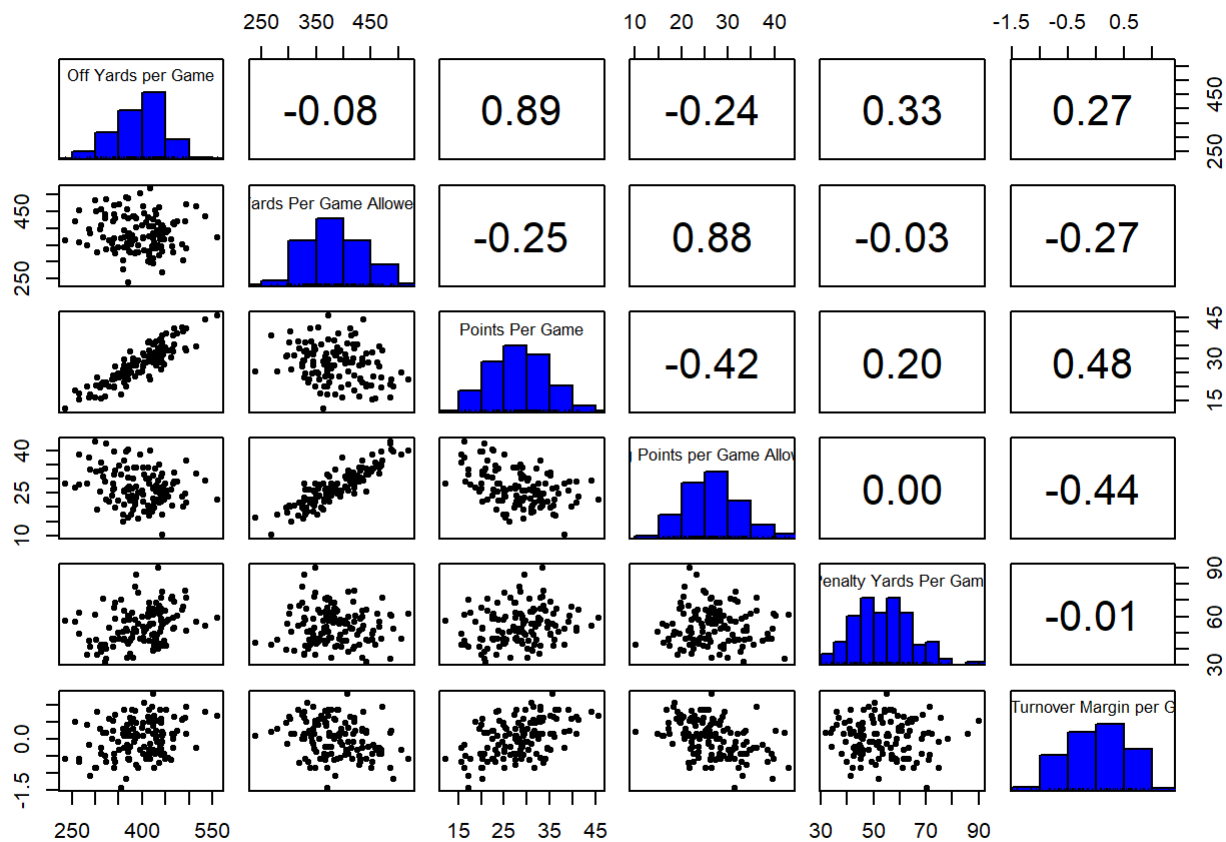 250 350 450 10 20 30 40 -1.5 -0.5 0.5
Off Yards per Game -0.08 0.89 -0.24 0.33 0.27 250 450
250 450 ards Per Game Allowe -0.25 0.88 -0.03 -0.27
Points Per Game -0.42 0.20 0.48 15 30 45
10 25 40 Points per Game Allow 0.00 -0.44
Penalty Yards Per Gam -0.01 30 60 90
-1.5 0.0 Turnover Margin per G
250 400 550 15 25 35 45 30 50 70 90